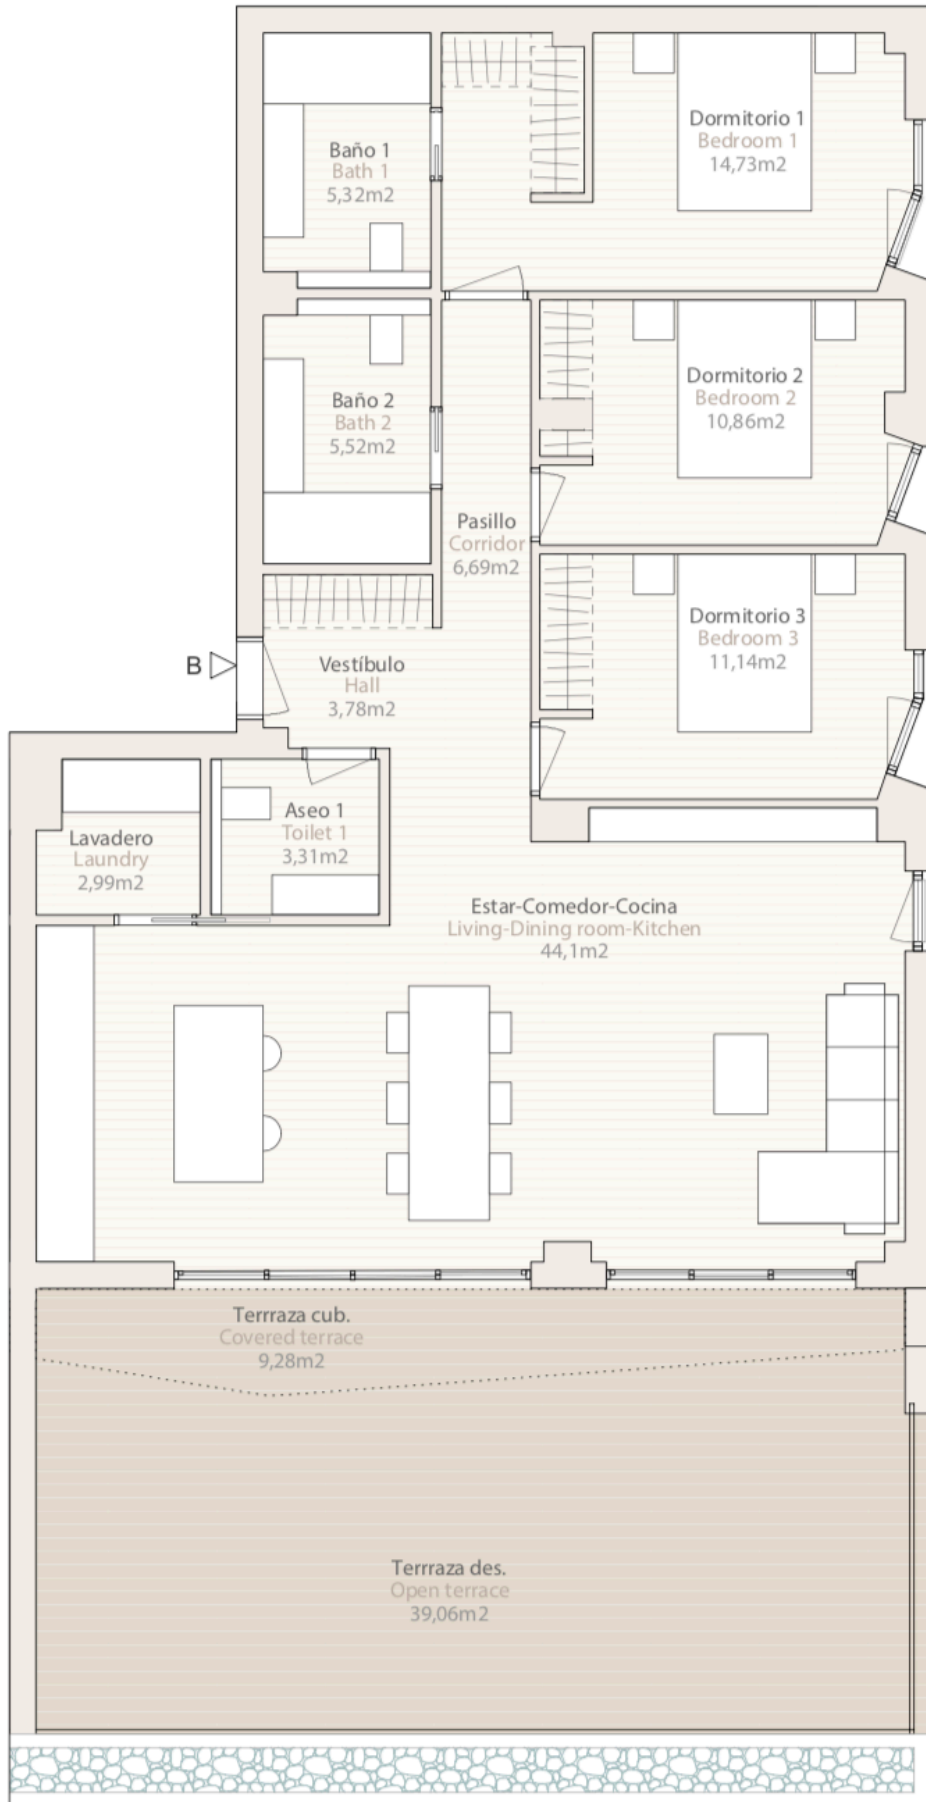 Baño 1
Bath 1
5,32m2
Dormitorio 1
Bedroom 1
14,73m2
Baño 2
Bath 2
5,52m2
Dormitorio 2
Bedroom 2
10,86m2
Pasillo
Corridor
6,69m2
Dormitorio 3
Bedroom 3
11,14m2
B
Vestíbulo
Hall
3,78m2
Lavadero
Laundry
2,99m2
Aseo 1
Toilet 1
3,31m2
Estar-Comedor-Cocina
Living-Dining room-Kitchen
44,1m2
Terrraza cub.
Covered terrace
9,28m2
Terrraza des.
Open terrace
39,06m2